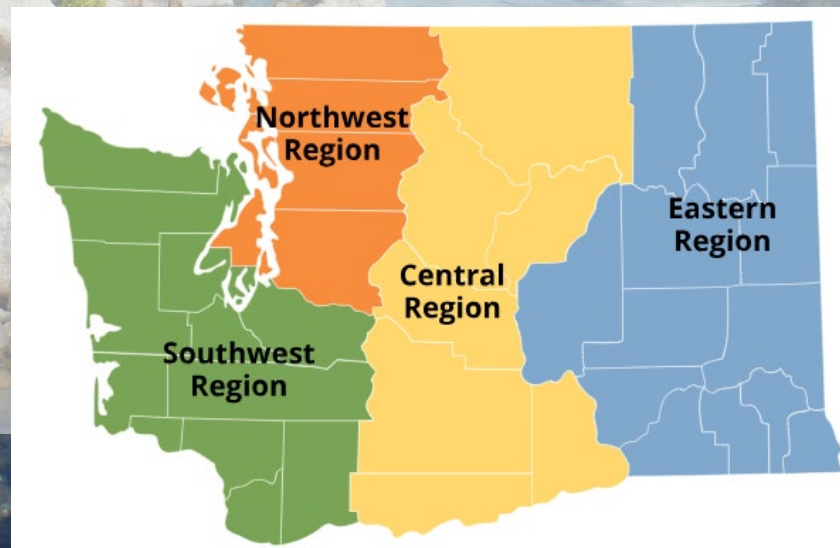 Northwest
Region
Eastern
Region
Central
Region
Southwest
Region